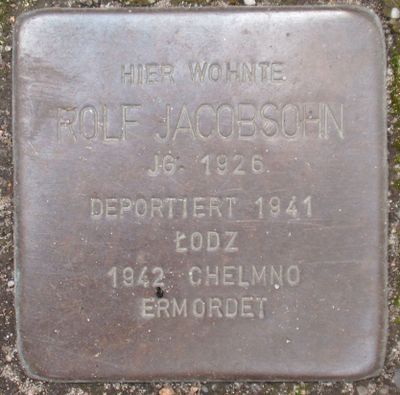 HIER WOHNTE
ROLF JACOBSOHN
JG. 1926
DEPORTIERT 1941
ŁODZ
1942 CHELMNO
ERMORDET